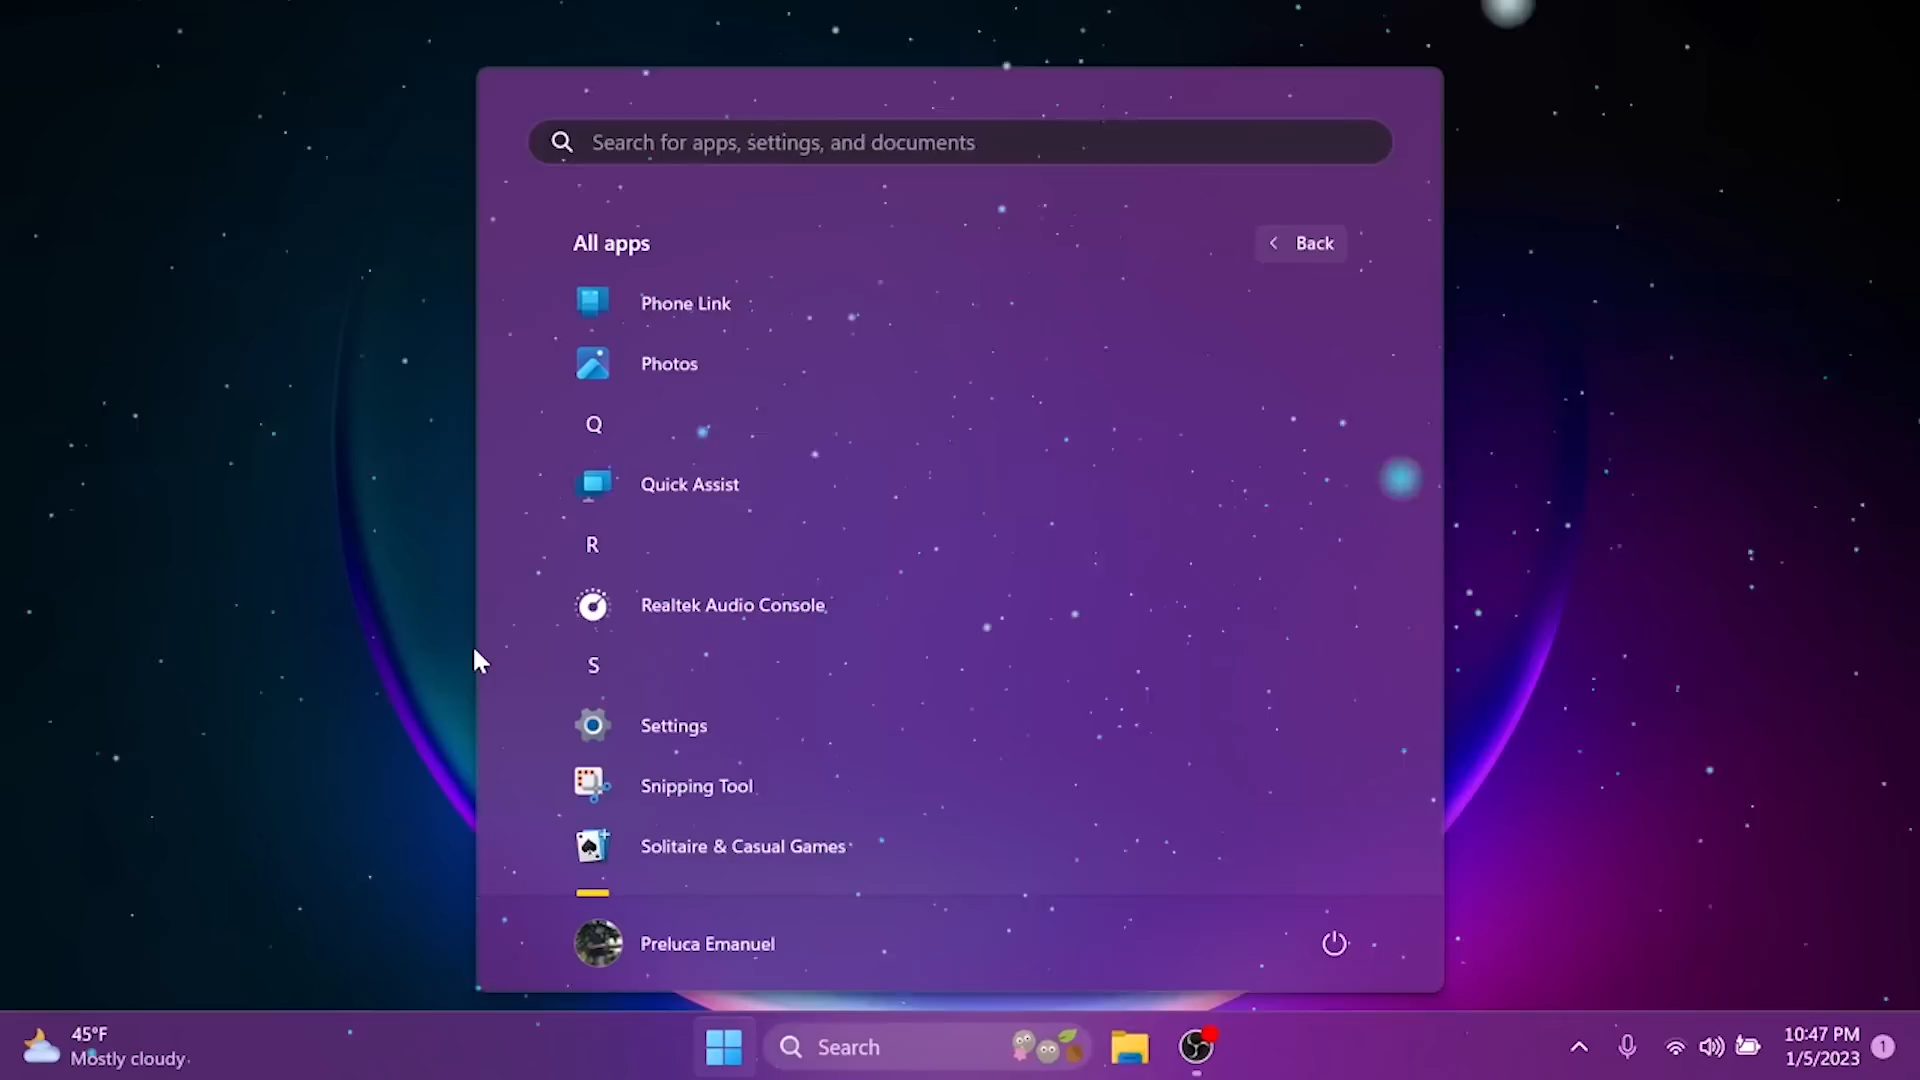 Search for apps, settings, and documents
All apps
Back
Phone Link
Photos
Q
Quick Assist
R
Realtek Audio Console
S
Settings
Snipping Tool
Solitaire & Casual Games
Preluca Emanuel
45°F
Mostly cloudy
Search
10:47 PM
1/5/2023
1